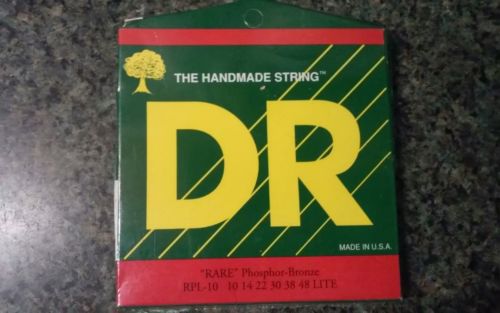 THE HANDMADE STRING™
DR
MADE IN U.S.A.
"RARE" Phosphor-Bronze
RPL-10 10 14 22 30 38 48 LITE